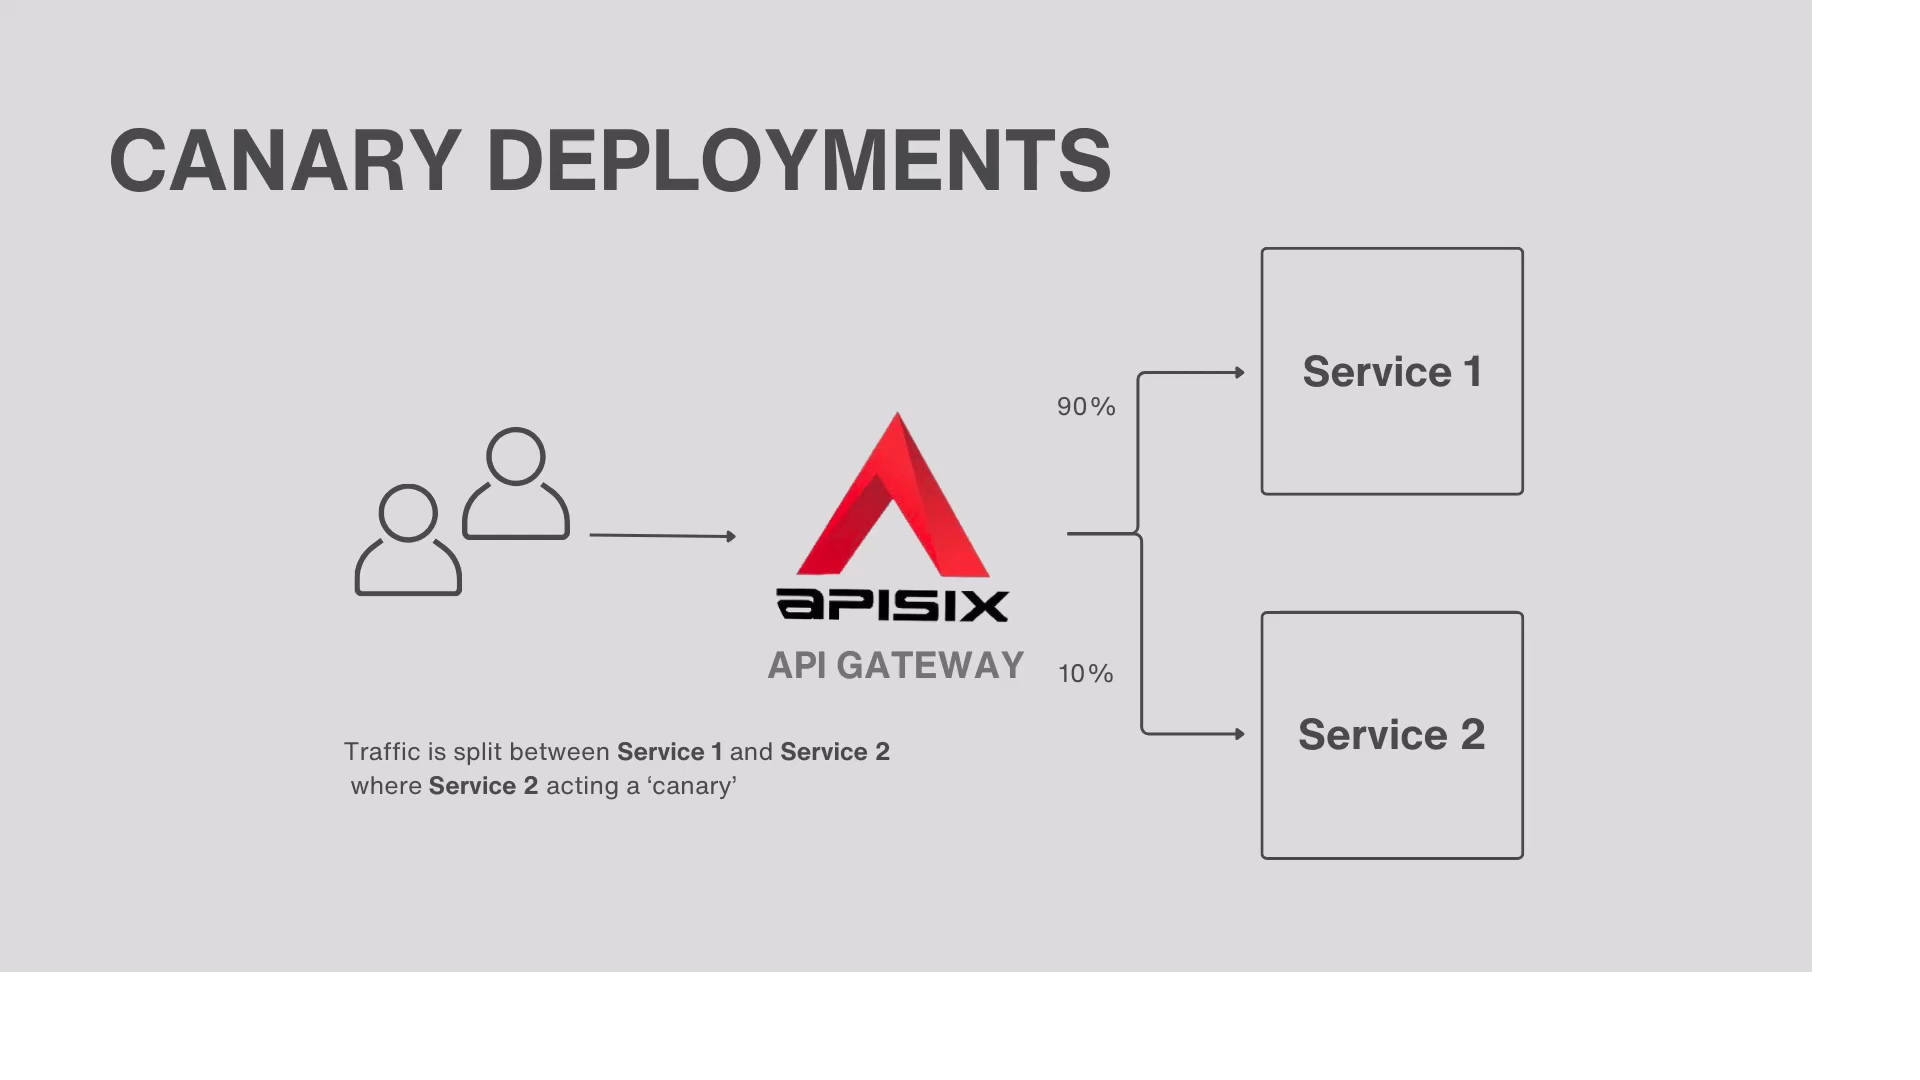 CANARY DEPLOYMENTS
Service 1
90%
APISIX
API GATEWAY
10%
Service 2
Traffic is split between Service 1 and Service 2
where Service 2 acting a ‘canary’